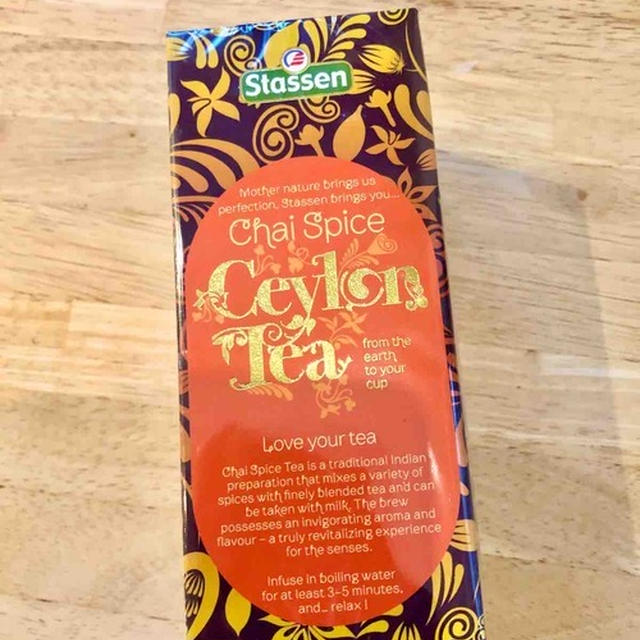 Stassen
Mother nature brings us
perfection, Stassen brings you...
Chai Spice
Ceylon
Tea
from the
earth
to your
cup
Love your tea
Chai Spice Tea is a traditional Indian
preparation that mixes a variety of
spices with finely blended tea and can
be taken with milk. The brew
possesses an invigorating aroma and
flavour – a truly revitalizing experience
for the senses.
Infuse in boiling water
for at least 3-5 minutes,
and... relax!